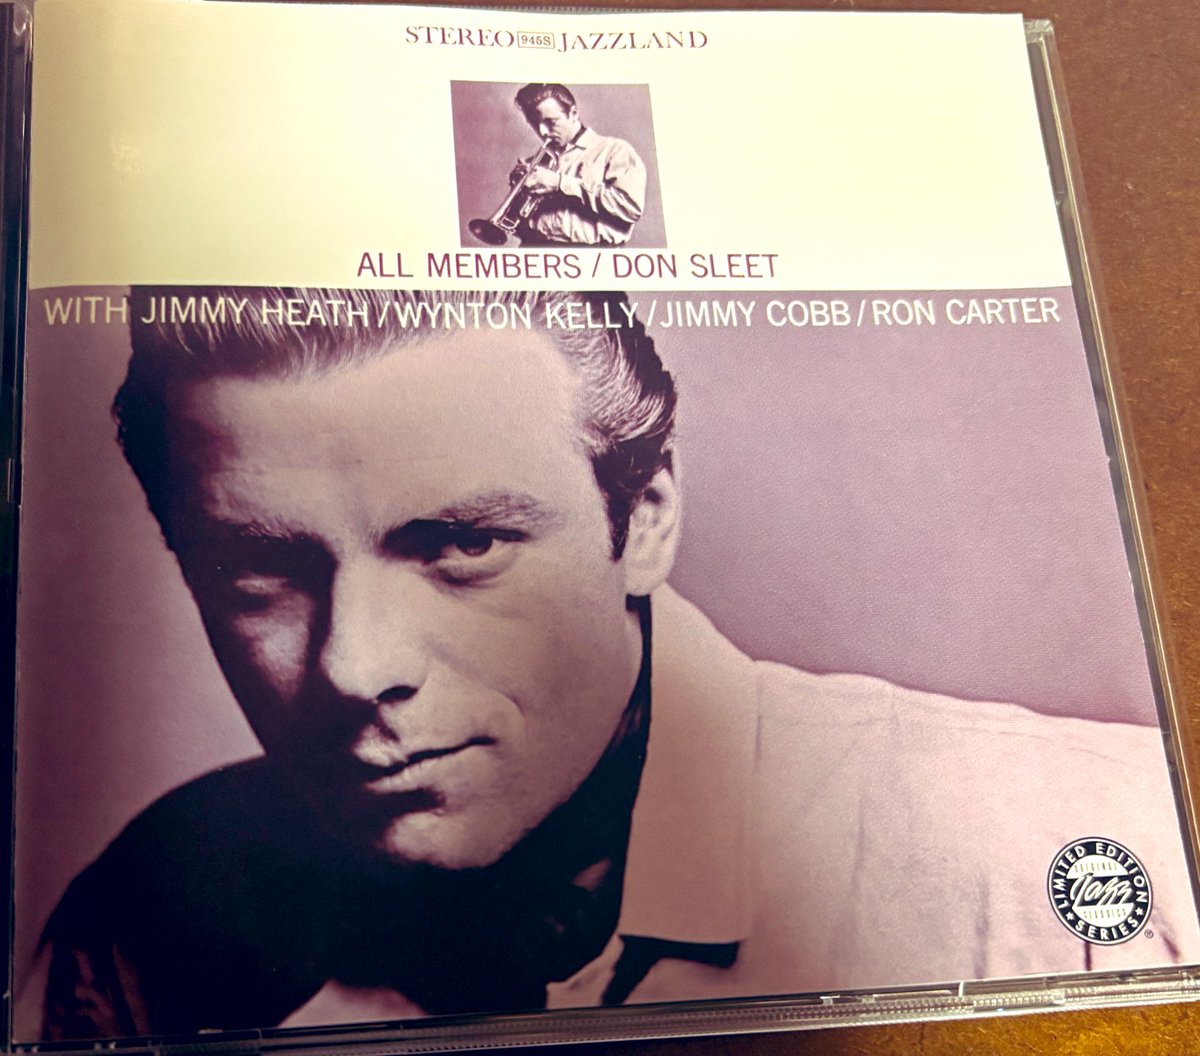 STEREO 945S JAZZLAND
ALL MEMBERS / DON SLEET
WITH JIMMY HEATH / WYNTON KELLY / JIMMY COBB / RON CARTER
LIMITED EDITION
ORIGINAL
Jazz
CLASSICS
★ SERIES ★
®